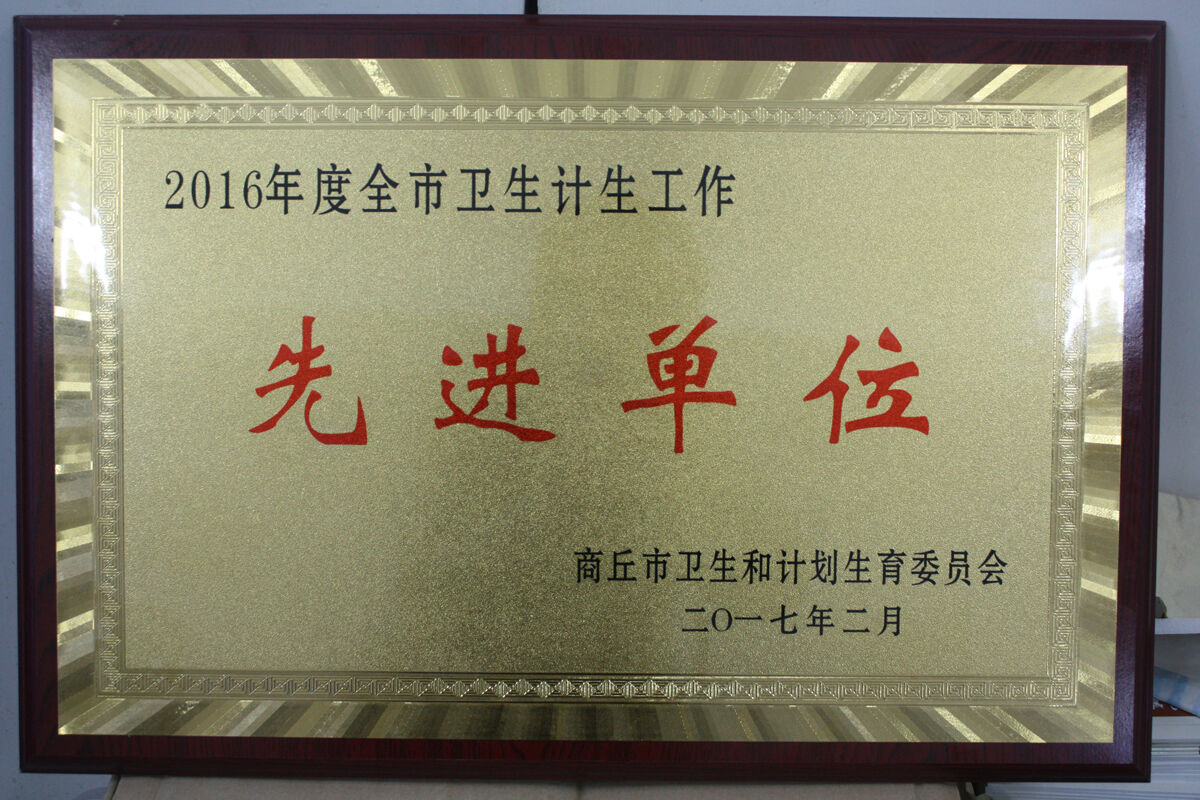 2016年度全市卫生计生工作
先进单位
商丘市卫生和计划生育委员会
二〇一七年二月